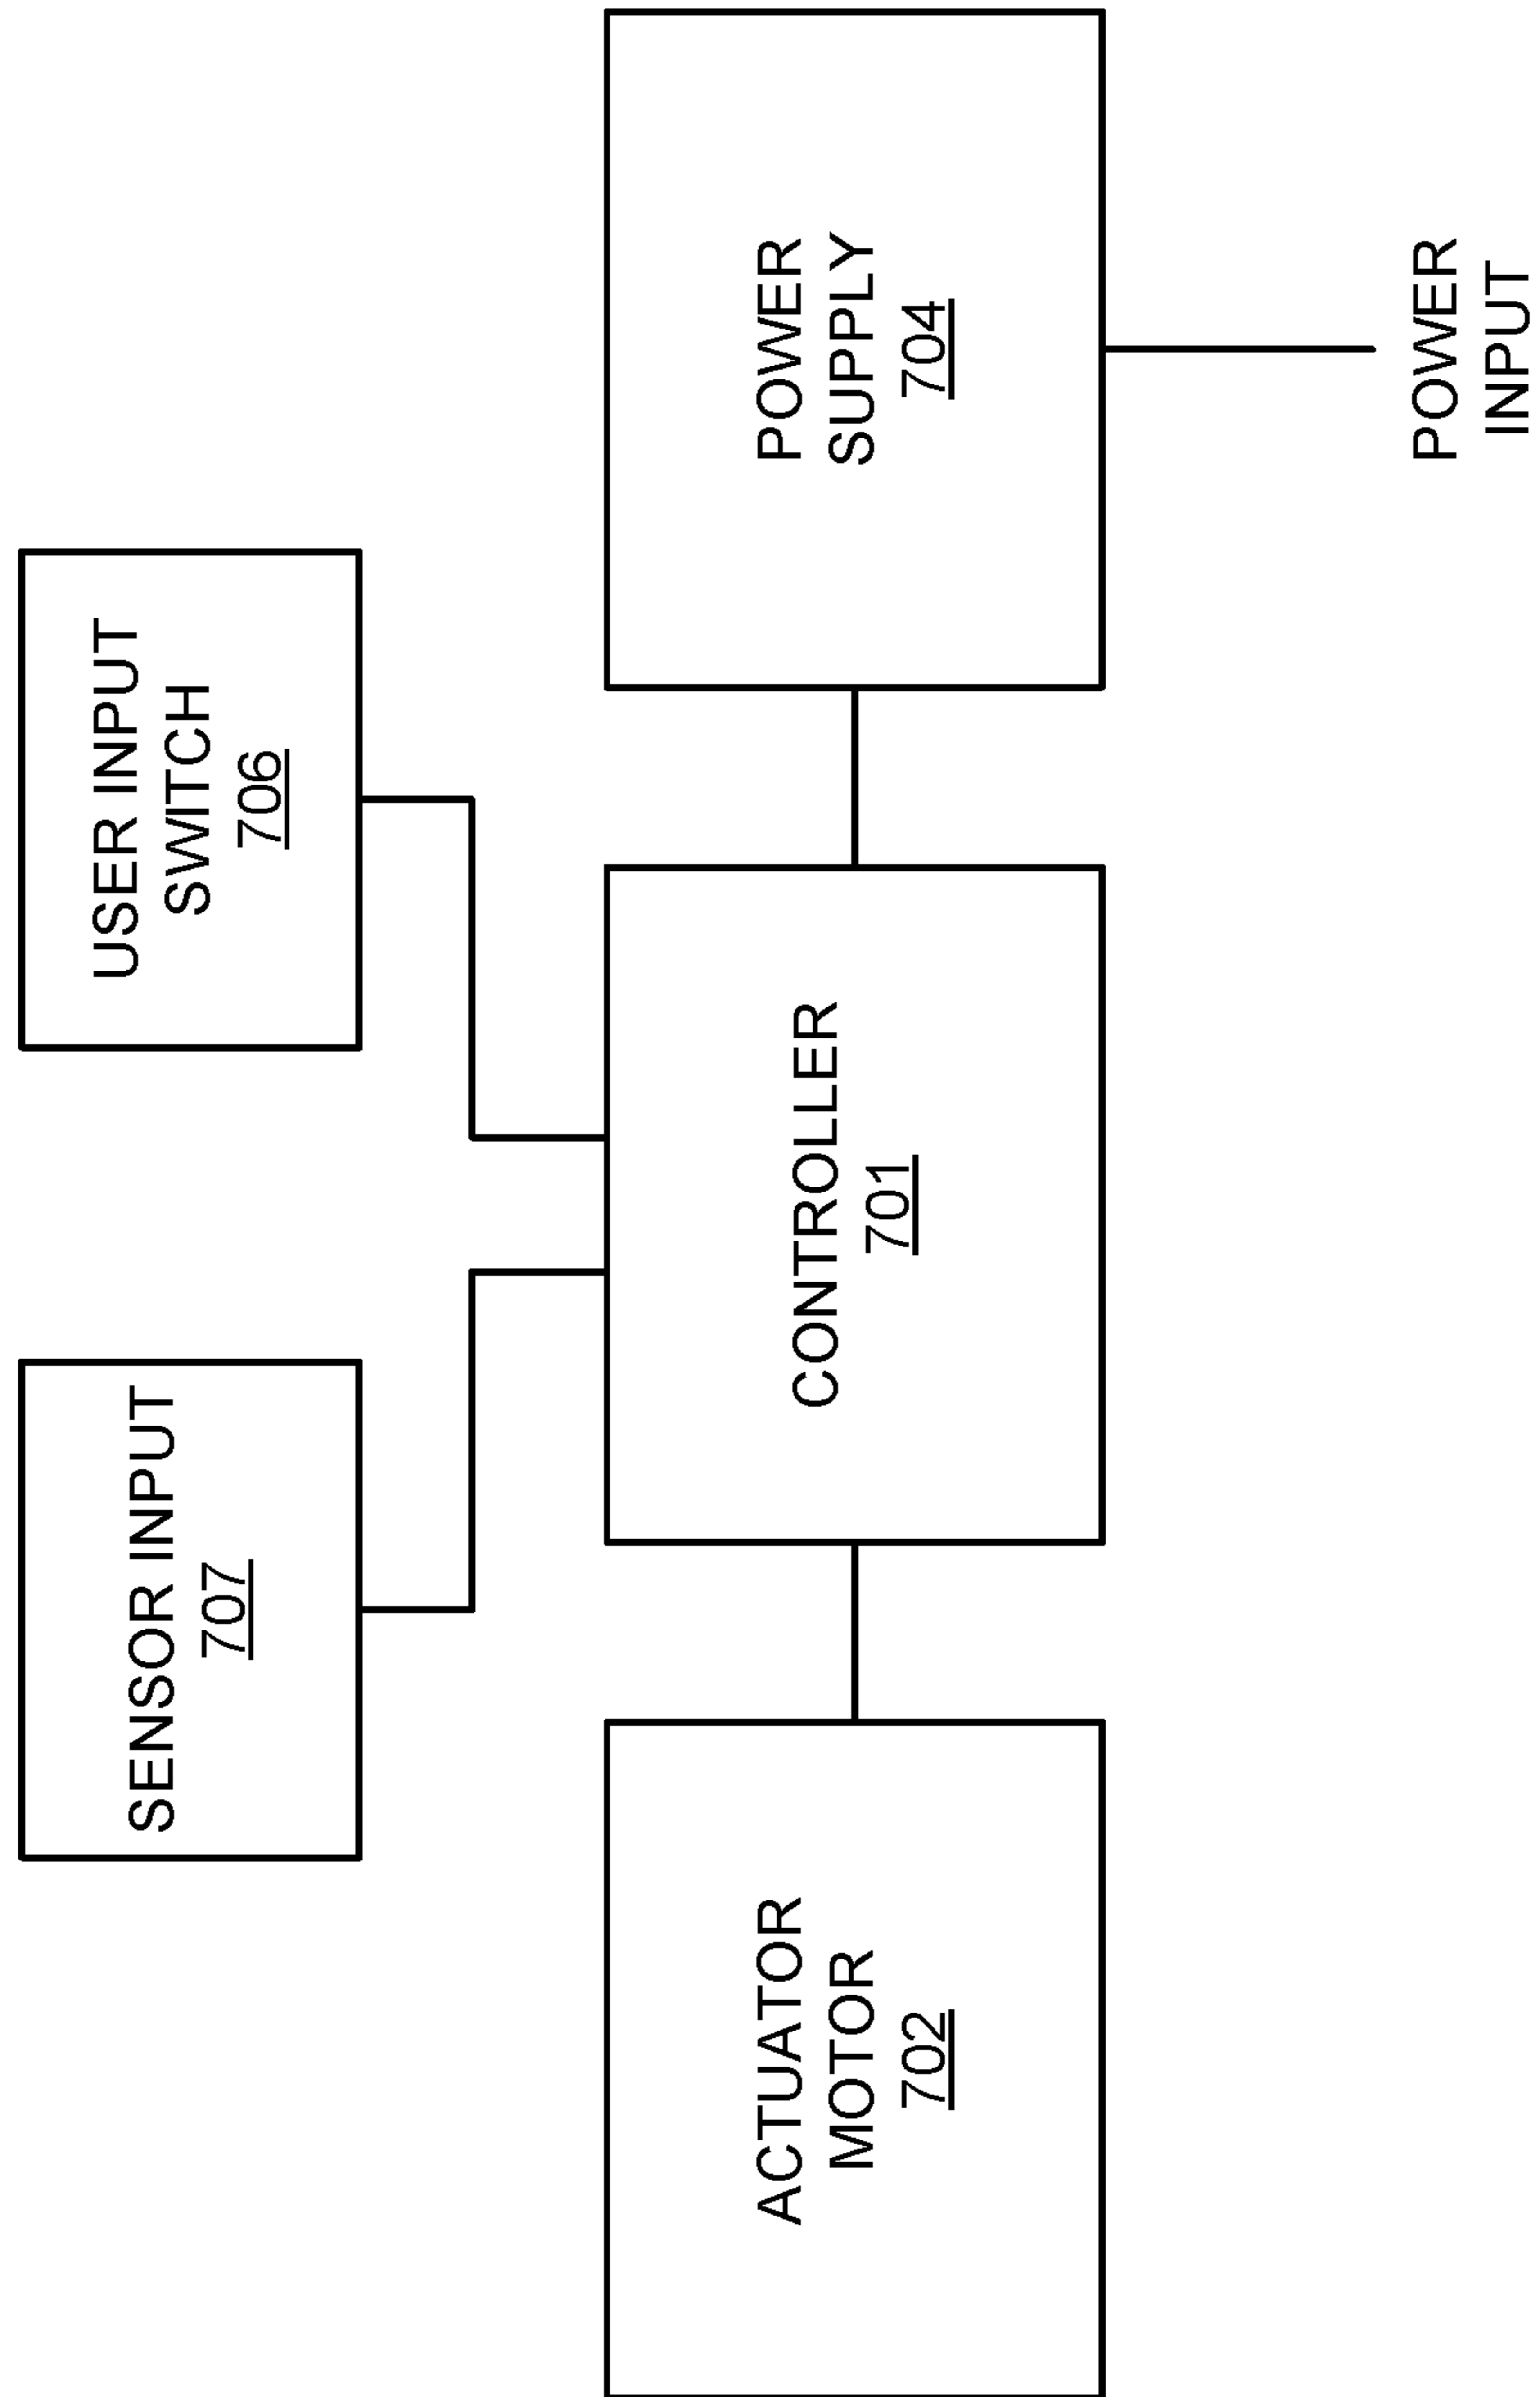 SENSOR INPUT
707
USER INPUT
SWITCH
706
ACTUATOR
MOTOR
702
CONTROLLER
701
POWER
SUPPLY
704
POWER
INPUT